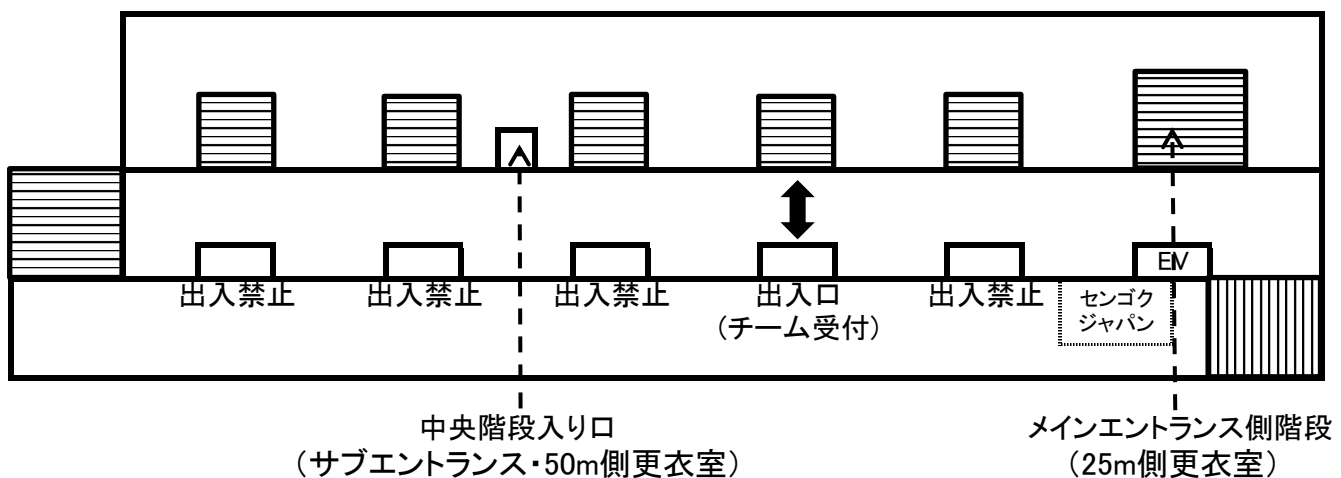 EV
出入禁止
出入禁止
出入禁止
出入口
(チーム受付)
出入禁止
センゴク
ジャパン
中央階段入り口
(サブエントランス・50m側更衣室)
メインエントランス側階段
(25m側更衣室)